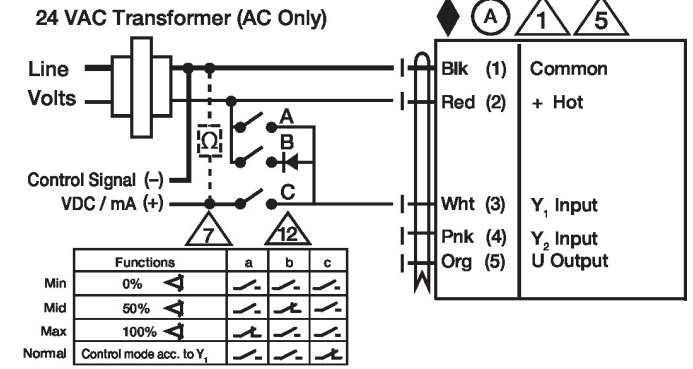 24 VAC Transformer (AC Only)
A 1 5
Line
Volts
Blk (1) Common
Red (2) + Hot
A
Ω
B
Control Signal (–)
VDC / mA (+)
C
Wht (3) Y₁ Input
Pnk (4) Y₂ Input
Org (5) U Output
7 12
Functions a b c
Min 0%
Mid 50%
Max 100%
Normal Control mode acc. to Y₁